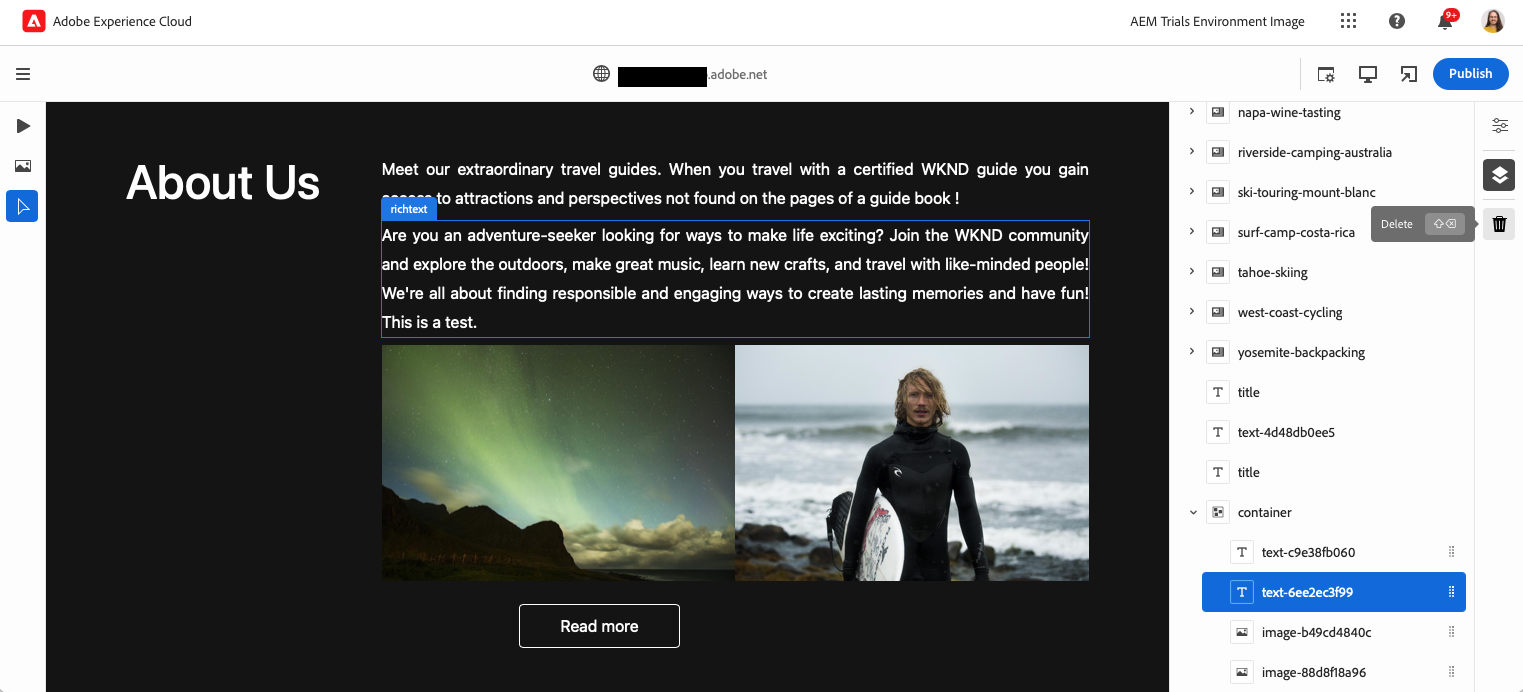 Adobe Experience Cloud
AEM Trials Environment Image
9+
.adobe.net
Publish
About Us
Meet our extraordinary travel guides. When you travel with a certified WKND guide you gain
to attractions and perspectives not found on the pages of a guide book !
richtext
Are you an adventure-seeker looking for ways to make life exciting? Join the WKND community
and explore the outdoors, make great music, learn new crafts, and travel with like-minded people!
We're all about finding responsible and engaging ways to create lasting memories and have fun!
This is a test.
Read more
napa-wine-tasting
riverside-camping-australia
ski-touring-mount-blanc
surf-camp-costa-rica
Delete
tahoe-skiing
west-coast-cycling
yosemite-backpacking
title
text-4d48db0ee5
title
container
text-c9e38fb060
text-6ee2ec3f99
image-b49cd4840c
image-88d8f18a96